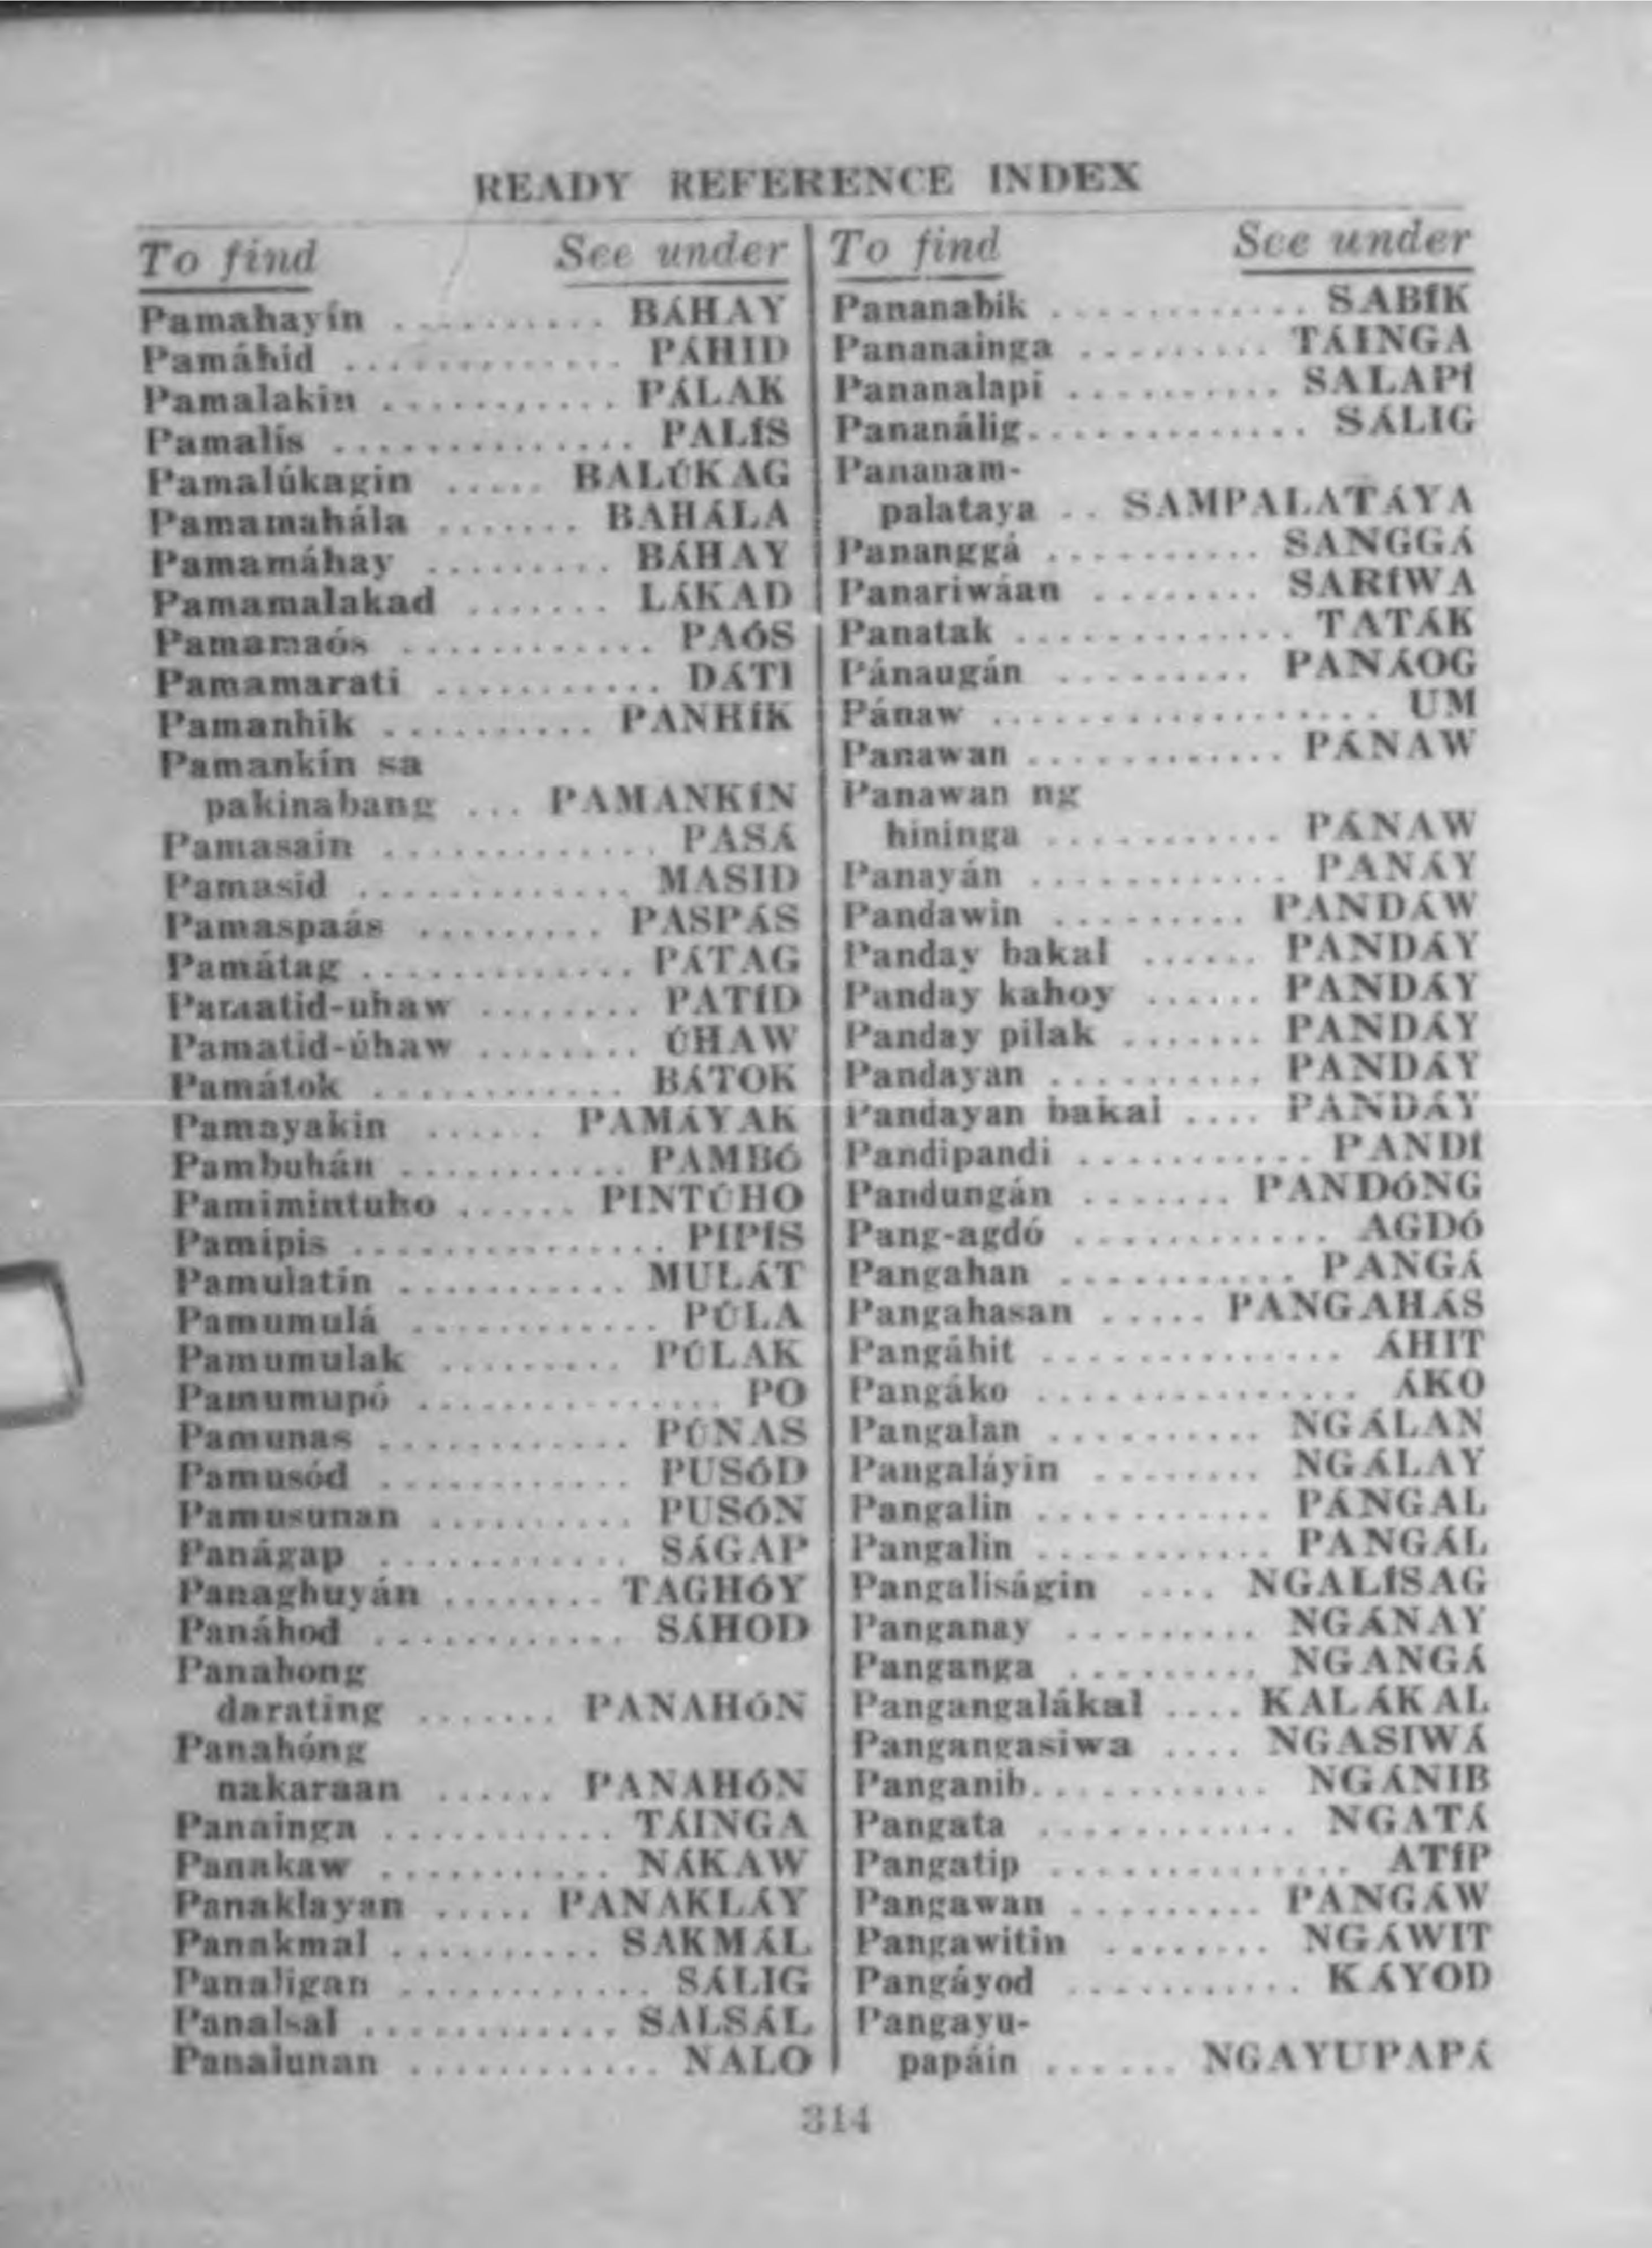 READY REFERENCE INDEX
To find See under
Pamahayín .......... BÁHAY
Pamáhid .............. PÁHID
Pamalakin ............ PÁLAK
Pamalís ............... PALÍS
Pamalúkagin ..... BALÚKAG
Pamamahála ....... BAHÁLA
Pamamáhay ......... BÁHAY
Pamamalakad ....... LÁKAD
Pamamaós ............. PAÓS
Pamamarati ............ DÁTI
Pamanhík ........... PANHÍK
Pamankín sa
pakinabang ... PAMANKÍN
Pamasain .............. PASÁ
Pamasid .............. MASID
Pamaspaás ......... PASPÁS
Památag .............. PÁTAG
Pamatid-uhaw ........ PATÍD
Pamatid-úhaw ........ ÚHAW
Památok ............. BÁTOK
Pamayakin ...... PAMÁYAK
Pambuhán ........... PAMBÓ
Pamimintuho ...... PINTÚHO
Pamipis ................ PIPÍS
Pamulatín ............ MULÁT
Pamumulá ............. PÚLA
Pamumulak .......... PÚLAK
Pamumupó ................ PO
Pamunas ............. PÚNAS
Pamusód ............. PUSÓD
Pamusunan ........... PUSÓN
Panágap ............. SÁGAP
Panaghuyán ........ TAGHÓY
Panáhod ............. SÁHOD
Panahong
darating ....... PANAHÓN
Panahóng
nakaraan ...... PANAHÓN
Panainga ............ TÁINGA
Panakaw ............ NÁKAW
Panaklayan ..... PANAKLÁY
Panakmal ........... SAKMÁL
Panaligan ............. SÁLIG
Panalsal ............. SALSÁL
Panalunan ............. NALO
To find See under
Pananabik ............. SABÍK
Pananainga ......... TÁINGA
Pananalapi ........... SALAPÍ
Pananálig.............. SÁLIG
Pananam-
palataya .. SAMPALATÁYA
Pananggá ........... SANGGÁ
Panariwáan ........ SARÍWA
Panatak .............. TATÁK
Pánaugán ......... PANÁOG
Pánaw ................... UM
Panawan ............. PÁNAW
Panawan ng
hininga ............ PÁNAW
Panayán ............. PANÁY
Pandawin .......... PANDÁW
Panday bakal ...... PANDÁY
Panday kahoy ...... PANDÁY
Panday pilak ....... PANDÁY
Pandayan ........... PANDÁY
Pandayan bakal .... PANDÁY
Pandipandi ............ PANDÍ
Pandungán ....... PANDÓNG
Pang-agdó ............. AGDÓ
Pangahan ............ PANGÁ
Pangahasan ..... PANGAHÁS
Pangáhit ................ ÁHIT
Pangáko ................. ÁKO
Pangalan ........... NGÁLAN
Pangaláyin ........ NGÁLAY
Pangalin ............ PÁNGAL
Pangalin ............ PANGÁL
Pangaliságin .... NGALÍSAG
Panganay .......... NGÁNAY
Panganga .......... NGANGÁ
Pangangalákal .... KALÁKAL
Pangangasiwa .... NGASIWÁ
Panganib............ NGÁNIB
Pangata ............. NGATÁ
Pangatip ................ ATÍP
Pangawan .......... PANGÁW
Pangawitin ........ NGÁWIT
Pangáyod ............ KÁYOD
Pangayu-
papáin ...... NGAYUPAPÁ
314